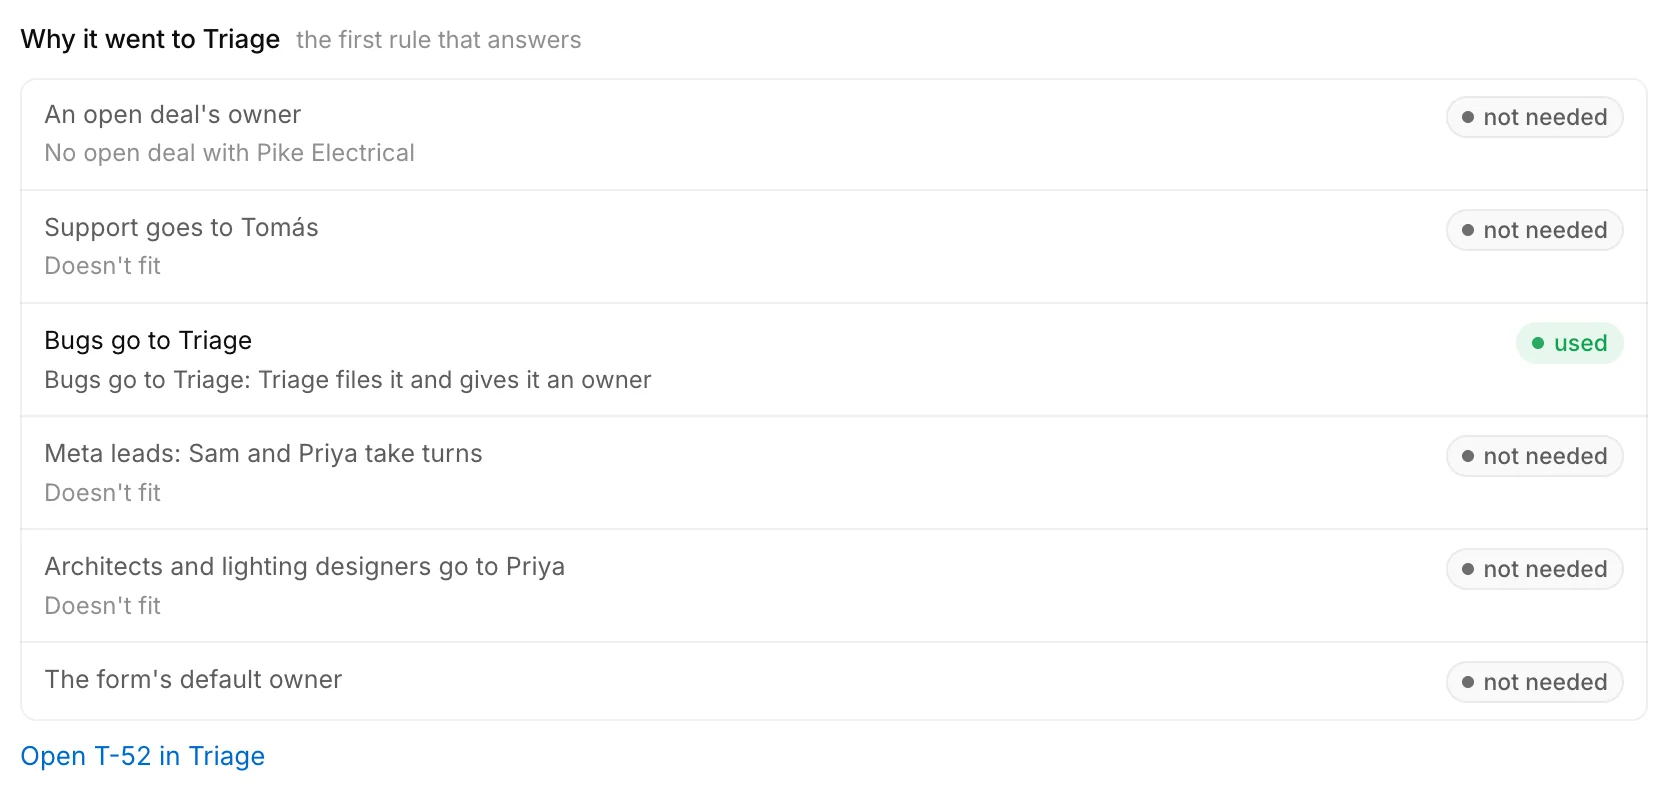 Why it went to Triage the first rule that answers
An open deal's owner
not needed
No open deal with Pike Electrical
Support goes to Tomás
not needed
Doesn't fit
Bugs go to Triage
used
Bugs go to Triage: Triage files it and gives it an owner
Meta leads: Sam and Priya take turns
not needed
Doesn't fit
Architects and lighting designers go to Priya
not needed
Doesn't fit
The form's default owner
not needed
Open T-52 in Triage